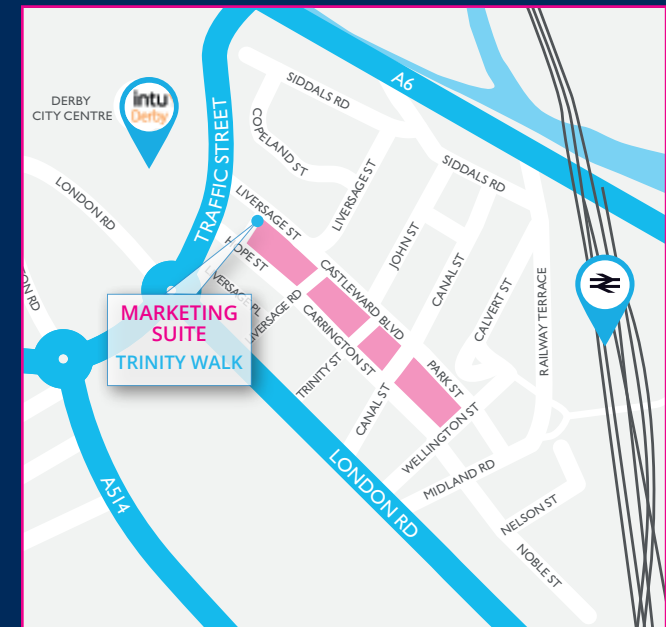 SIDDALS RD
A6
DERBY
CITY CENTRE
intu
Derby
TRAFFIC STREET
COPELAND ST
LIVERSAGE ST
SIDDALS RD
LONDON RD
LIVERSAGE ST
JOHN ST
HOPE ST
CASTLEWARD BLVD
CANAL ST
LIVERSAGE PL
LIVERSAGE RD
CALVERT ST
RAILWAY TERRACE
ON RD
MARKETING
SUITE
TRINITY WALK
CARRINGTON ST
TRINITY ST
PARK ST
CANAL ST
WELLINGTON ST
MIDLAND RD
LONDON RD
A514
NELSON ST
NOBLE ST